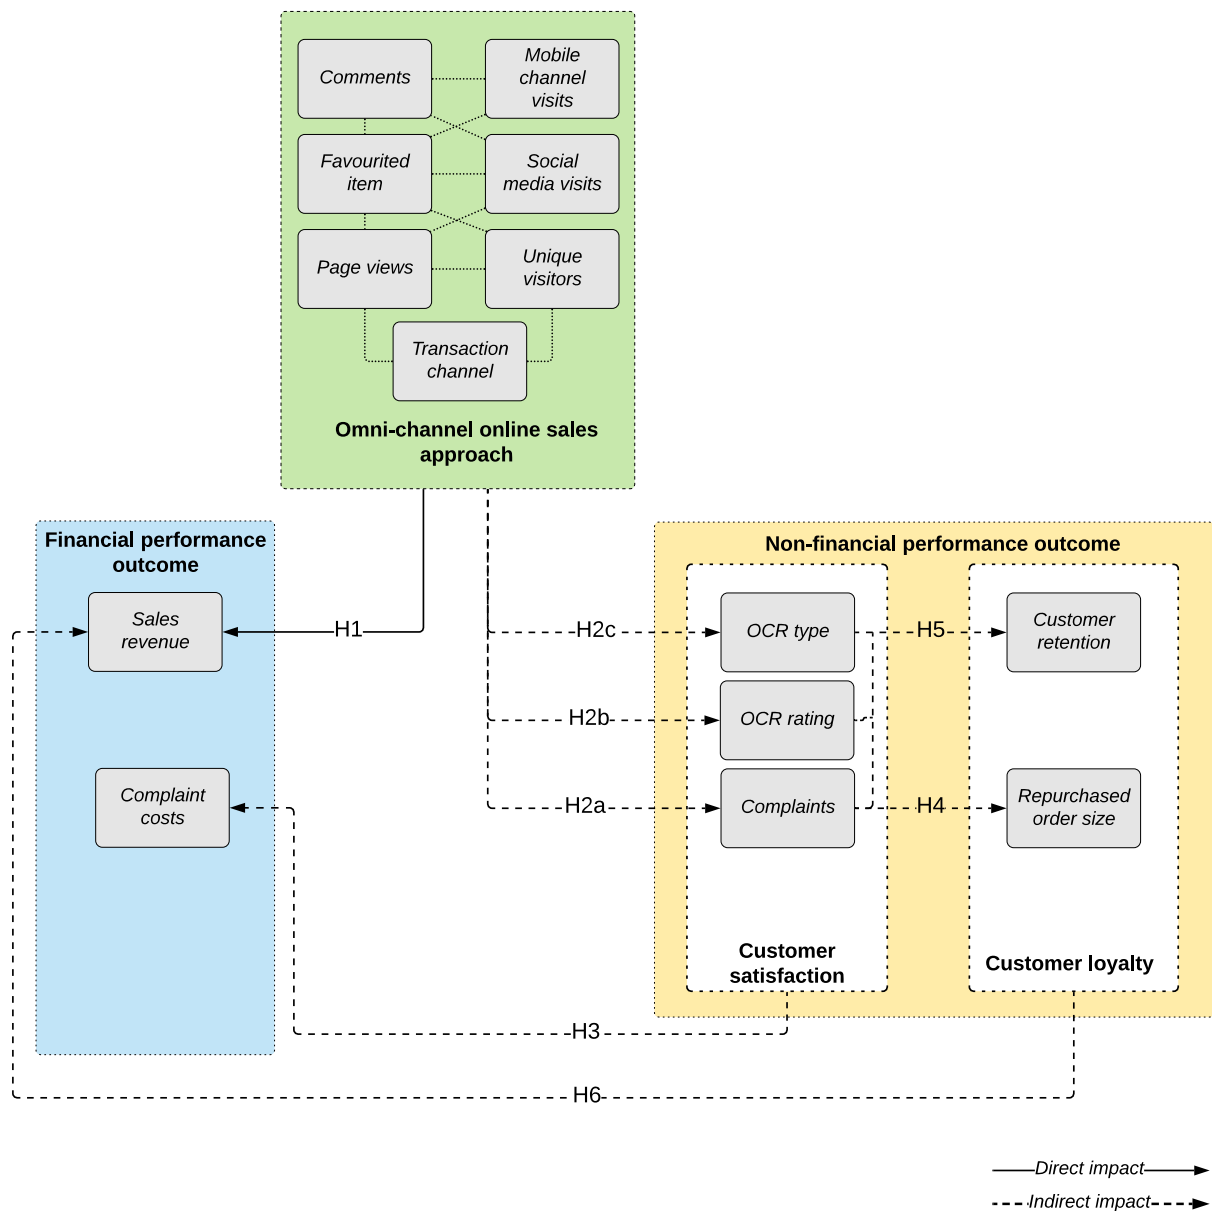 Comments
Mobile
channel
visits
Favourited
item
Social
media visits
Page views
Unique
visitors
Transaction
channel
Omni-channel online sales
approach
Financial performance
outcome
Non-financial performance outcome
Sales
revenue
H1
H2c
OCR type
H5
Customer
retention
H2b
OCR rating
Complaint
costs
H2a
Complaints
H4
Repurchased
order size
Customer
satisfaction
Customer loyalty
H3
H6
Direct impact
Indirect impact